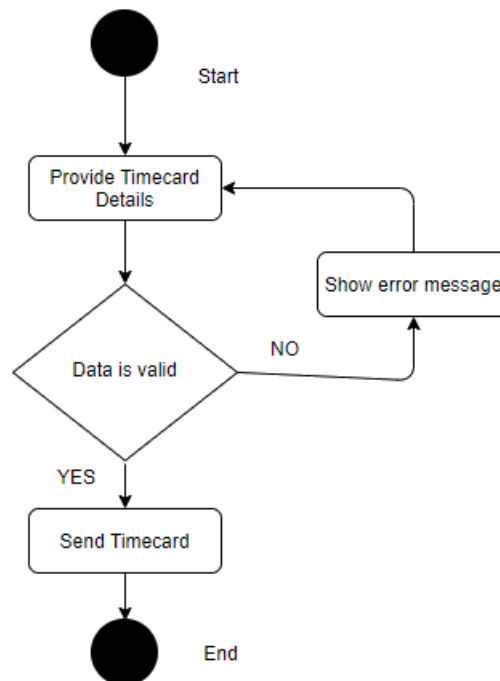 Start
Provide Timecard
Details
Show error message
Data is valid
NO
YES
Send Timecard
End